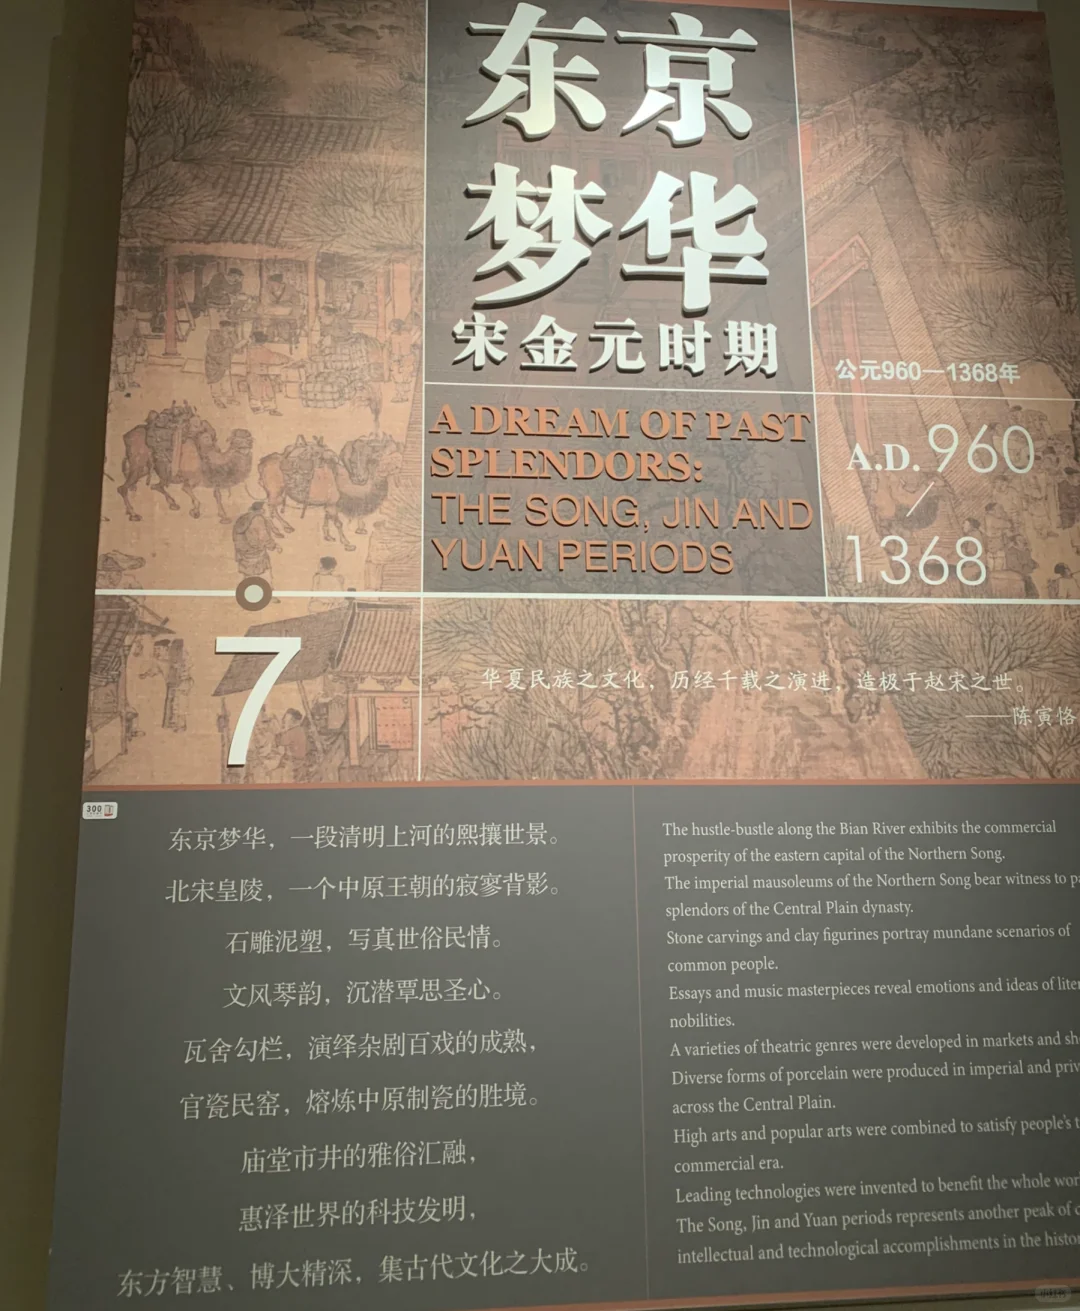 东京
梦华
宋金元时期
公元960—1368年
A DREAM OF PAST
SPLENDORS:
THE SONG, JIN AND
YUAN PERIODS
A.D. 960
/
1368
7
华夏民族之文化，历经千载之演进，造极于赵宋之世。
——陈寅恪
300
东京梦华，一段清明上河的熙攘世景。
北宋皇陵，一个中原王朝的寂寥背影。
石雕泥塑，写真世俗民情。
文风琴韵，沉潜覃思圣心。
瓦舍勾栏，演绎杂剧百戏的成熟，
官瓷民窑，熔炼中原制瓷的胜境。
庙堂市井的雅俗汇融，
惠泽世界的科技发明，
东方智慧、博大精深，集古代文化之大成。
The hustle-bustle along the Bian River exhibits the commercial
prosperity of the eastern capital of the Northern Song.
The imperial mausoleums of the Northern Song bear witness to
splendors of the Central Plain dynasty.
Stone carvings and clay figurines portray mundane scenarios of
common people.
Essays and music masterpieces reveal emotions and ideas of
nobilities.
A varieties of theatric genres were developed in markets and
Diverse forms of porcelain were produced in imperial and
across the Central Plain.
High arts and popular arts were combined to satisfy people's
commercial era.
Leading technologies were invented to benefit the whole
The Song, Jin and Yuan periods represents another peak of
intellectual and technological accomplishments in the